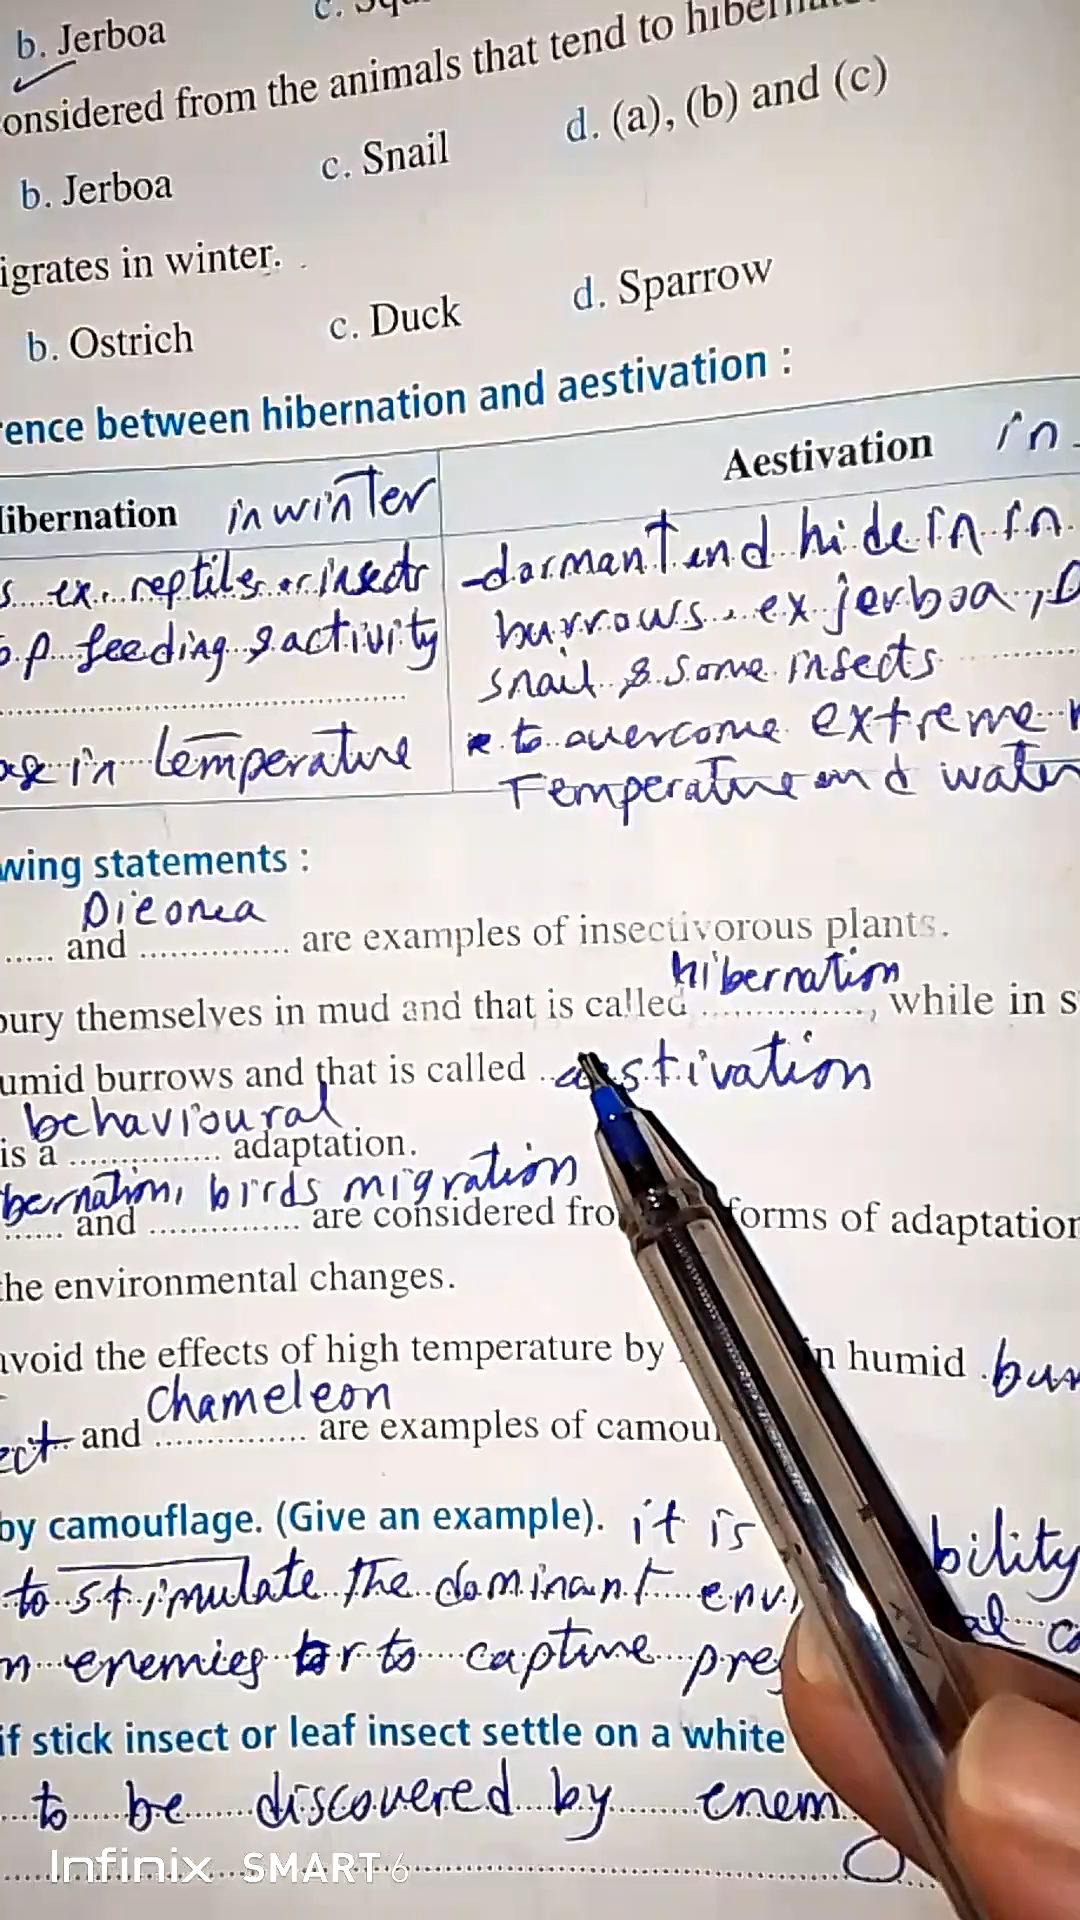 b. Jerboa
onsidered from the animals that tend to
b. Jerboa c. Snail d. (a), (b) and (c)
igrates in winter.
b. Ostrich c. Duck d. Sparrow
ence between hibernation and aestivation :
ibernation in winter Aestivation in
s ex. reptiles or insects
op feeding & activity
in temperature
-dormant and hide in in
burrows. ex jerboa,
snail & some insects
to overcome extreme
Temperature and water
wing statements :
Dieonea
and .............. are examples of insectivorous plants.
hibernation
bury themselves in mud and that is called .............., while in s
umid burrows and that is called aestivation
behavioural
is a .............. adaptation.
bernation, birds migration
and .............. are considered fro forms of adaptation
the environmental changes.
avoid the effects of high temperature by n humid bur
Chameleon
ect and .............. are examples of camou
by camouflage. (Give an example). it is bility
to stimulate the dominant env
n enemies or to capture pre
if stick insect or leaf insect settle on a white
to be discovered by enem
Infinix SMART 6